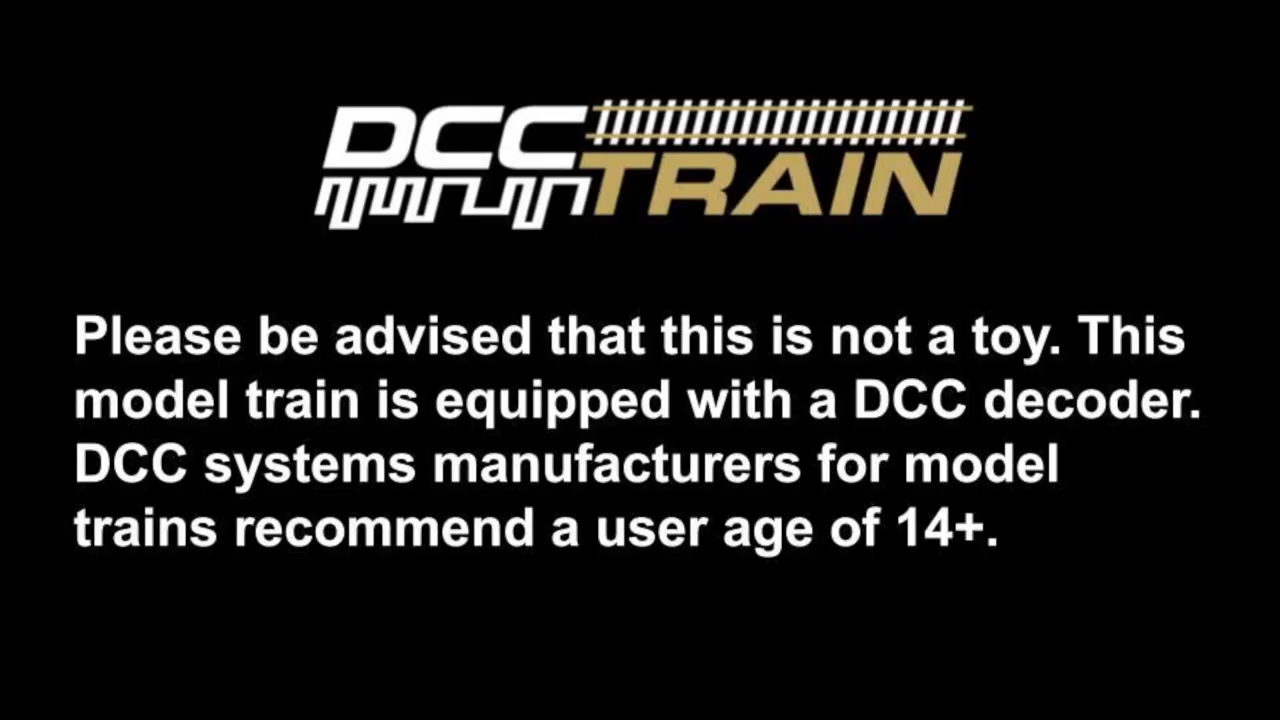 DCC
TRAIN
Please be advised that this is not a toy. This
model train is equipped with a DCC decoder.
DCC systems manufacturers for model
trains recommend a user age of 14+.